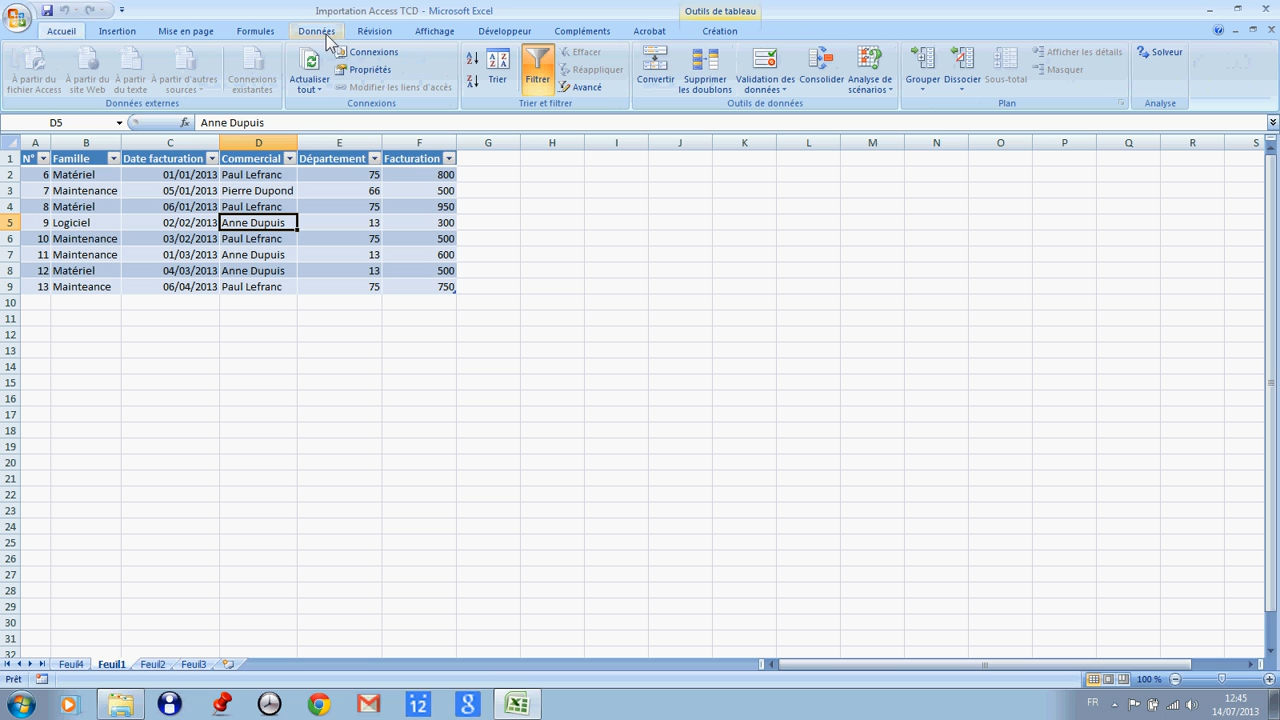 Importation Access TCD - Microsoft Excel
Outils de tableau
Accueil Insertion Mise en page Formules Données Révision Affichage Développeur Compléments Acrobat Création
À partir du fichier Access
À partir du site Web
À partir du texte
À partir d'autres sources
Connexions existantes
Données externes
Actualiser tout
Connexions
Propriétés
Modifier les liens d'accès
Connexions
Trier
Filtrer
Effacer
Réappliquer
Avancé
Trier et filtrer
Convertir
Supprimer les doublons
Validation des données
Consolider
Analyse de scénarios
Outils de données
Grouper
Dissocier
Sous-total
Afficher les détails
Masquer
Plan
Solveur
Analyse
D5 fx Anne Dupuis
A B C D E F G H I J K L M N O P Q R S
1 N° Famille Date facturation Commercial Département Facturation
2 6 Matériel 01/01/2013 Paul Lefranc 75 800
3 7 Maintenance 05/01/2013 Pierre Dupond 66 500
4 8 Matériel 06/01/2013 Paul Lefranc 75 950
5 9 Logiciel 02/02/2013 Anne Dupuis 13 300
6 10 Maintenance 03/02/2013 Paul Lefranc 75 500
7 11 Maintenance 01/03/2013 Anne Dupuis 13 600
8 12 Matériel 04/03/2013 Anne Dupuis 13 500
9 13 Mainteance 06/04/2013 Paul Lefranc 75 750
10
11
12
13
14
15
16
17
18
19
20
21
22
23
24
25
26
27
28
29
30
31
32
Feuil4 Feuil1 Feuil2 Feuil3
Prêt 100 %
12 8 FR 12:45
14/07/2013